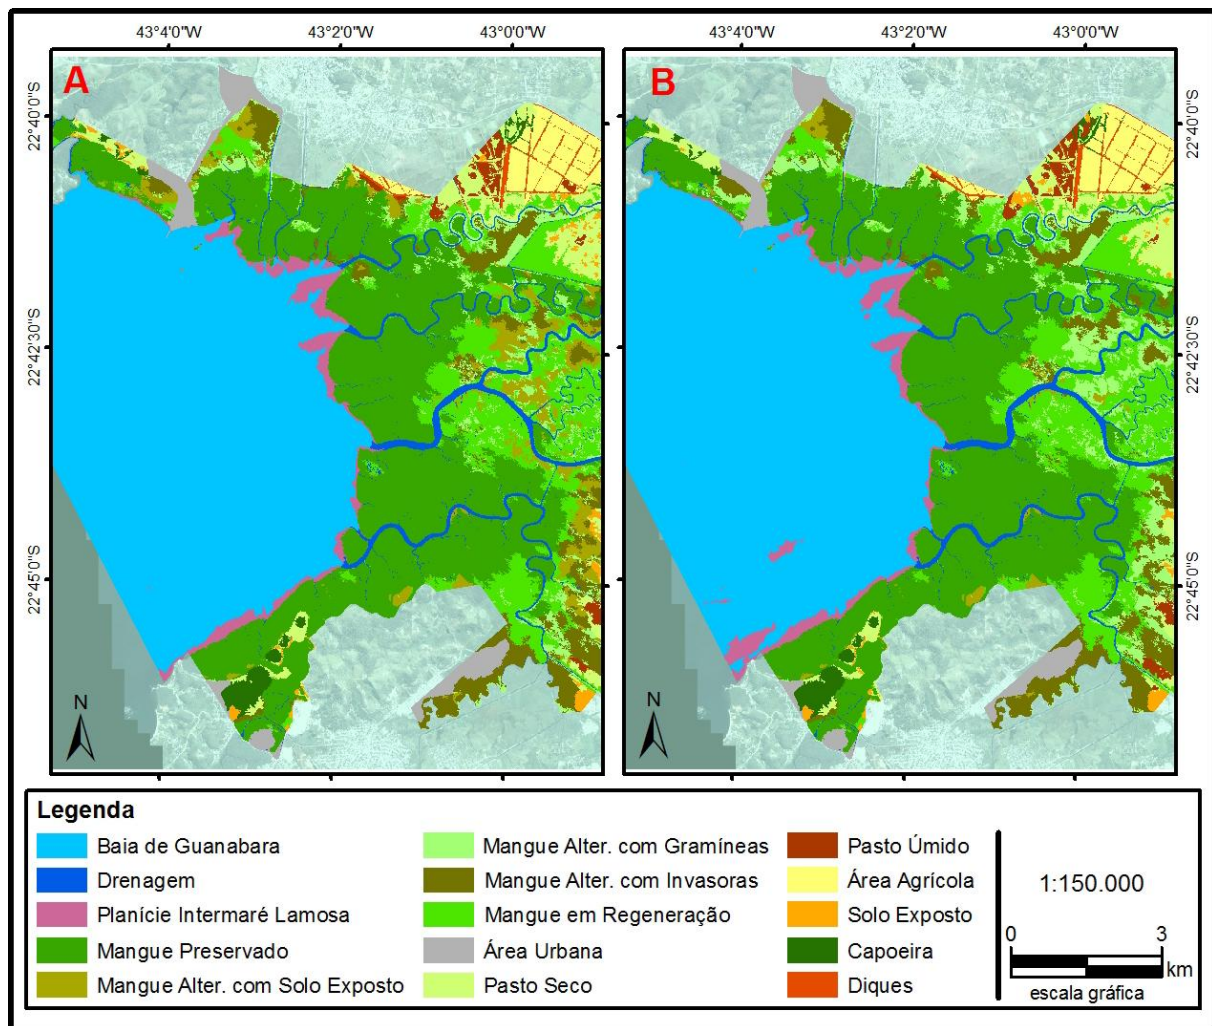 43°4'0"W 43°2'0"W 43°0'0"W 43°4'0"W 43°2'0"W 43°0'0"W
A
B
22°40'0"S
22°42'30"S
22°45'0"S
22°40'0"S
22°42'30"S
22°45'0"S
N
N
Legenda
Baia de Guanabara
Drenagem
Planície Intermaré Lamosa
Mangue Preservado
Mangue Alter. com Solo Exposto
Mangue Alter. com Gramíneas
Mangue Alter. com Invasoras
Mangue em Regeneração
Área Urbana
Pasto Seco
Pasto Úmido
Área Agrícola
Solo Exposto
Capoeira
Diques
1:150.000
0 3
km
escala gráfica